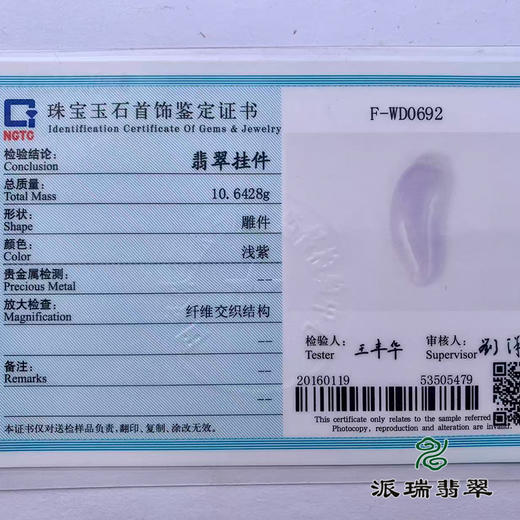 NGTC
珠宝玉石首饰鉴定证书
Identification Certificate Of Gems & Jewelry
检验结论:
Conclusion
翡翠挂件
总质量:
Total Mass
10.6428g
形状:
Shape
雕件
颜色:
Color
浅紫
贵金属检测:
Precious Metal
--
放大检查:
Magnification
纤维交织结构
--
备注:
Remarks
--
--
本证书仅对送检样品负责,翻印、复制、涂改无效。
F-WD0692
检验人:
Tester
王丰华
审核人:
Supervisor
刘
20160119
53505479
This certificate only relates to the sample referred
Photocopy, reproduction and alteration are
派瑞翡翠